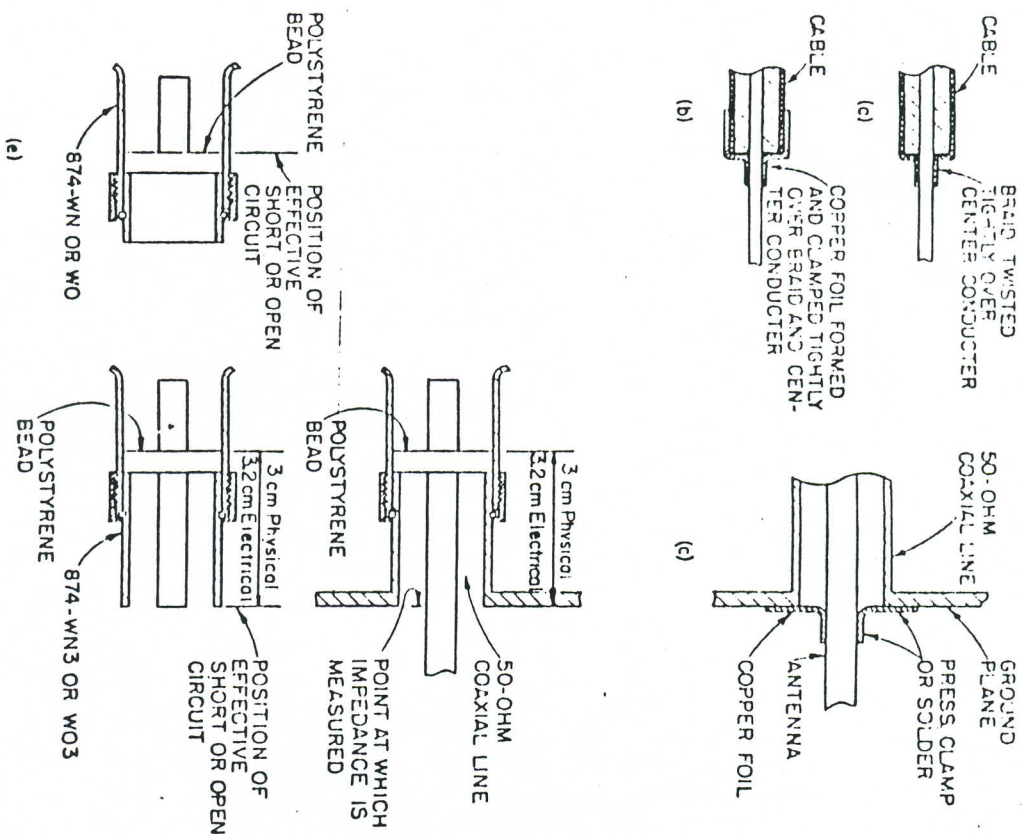 CABLE
BRAID TWISTED
TIGHTLY OVER
CENTER CONDUCTER
(c)
CABLE
COPPER FOIL FORMED
AND CLAMPED TIGHTLY
OVER BRAID AND CEN-
TER CONDUCTER
(b)
50-OHM
COAXIAL LINE
GROUND
PLANE
PRESS, CLAMP
OR SOLDER
ANTENNA
COPPER FOIL
(c)
3 cm Physical
3.2 cm Electrical
50-OHM
COAXIAL LINE
POINT AT WHICH
IMPEDANCE IS
MEASURED
POLYSTYRENE
BEAD
POLYSTYRENE
BEAD
POSITION OF
EFFECTIVE
SHORT OR OPEN
CIRCUIT
874-WN OR WO
3 cm Physical
3.2 cm Electrical
POSITION OF
EFFECTIVE
SHORT OR OPEN
CIRCUIT
874-WN3 OR WO3
POLYSTYRENE
BEAD
(e)